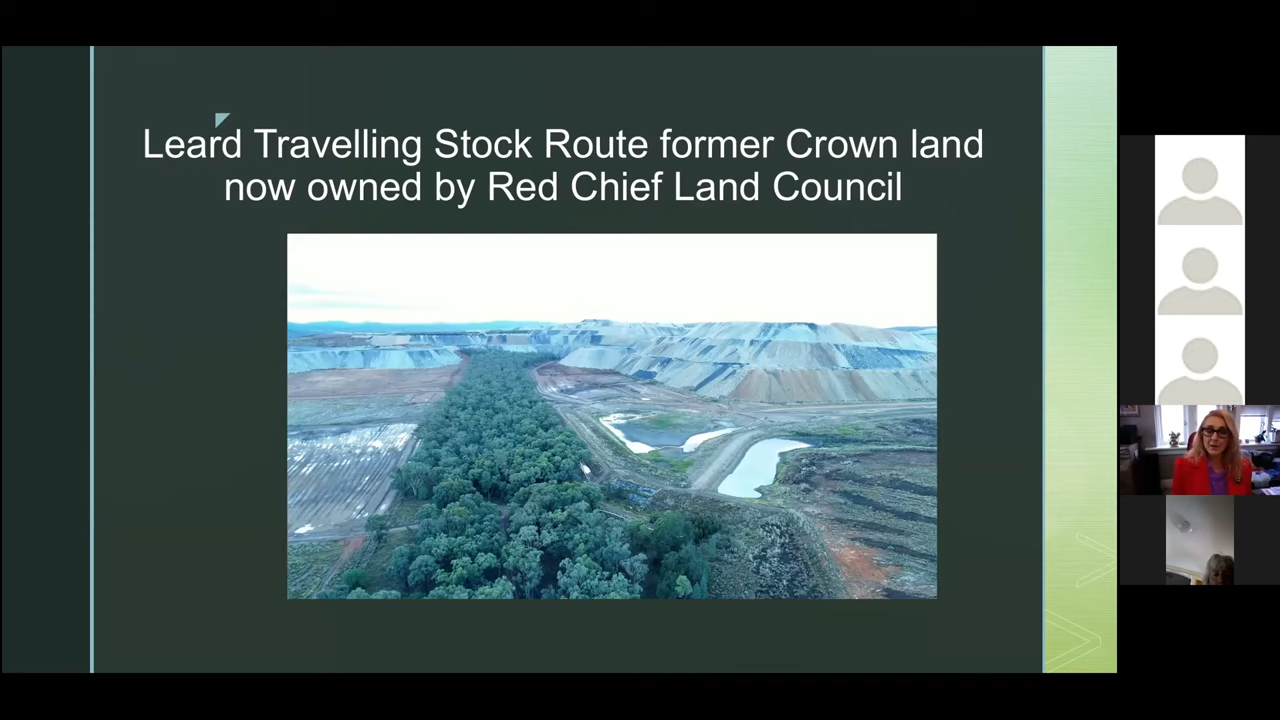 Leard Travelling Stock Route former Crown land
now owned by Red Chief Land Council